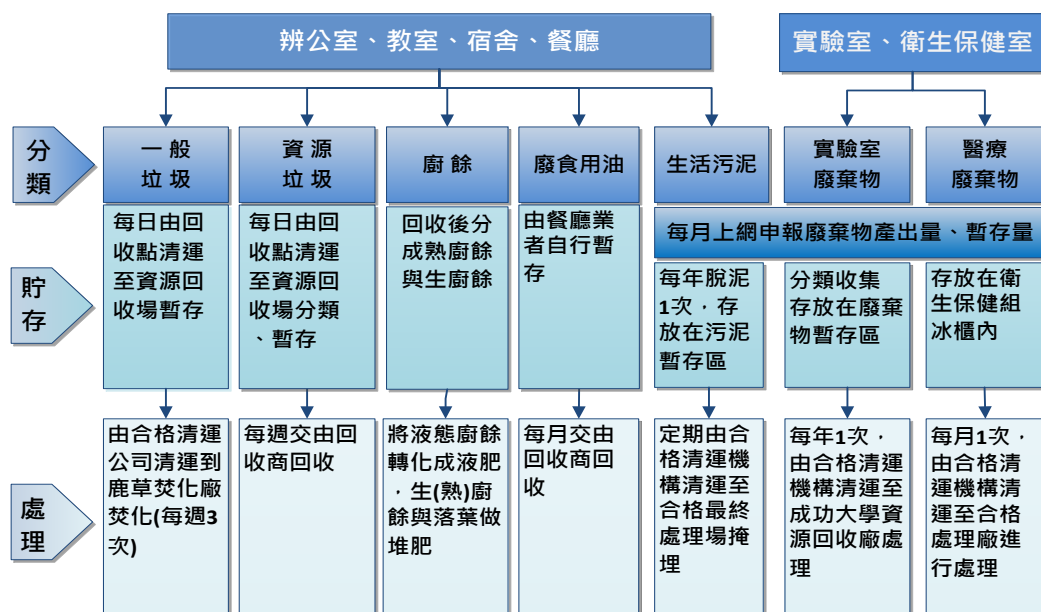 辨公室、教室、宿舍、餐廳
實驗室、衛生保健室
分
類
一 般
垃 圾
資 源
垃 圾
廚 餘
廢食用油
生活污泥
實驗室
廢棄物
醫療
廢棄物
貯
存
每日由回
收點清運
至資源回
收場暫存
每日由回
收點清運
至資源回
收場分類
、暫存
回收後分
成熟廚餘
與生廚餘
由餐廳業
者自行暫
存
每月上網申報廢棄物產出量、暫存量
每年脫泥
1次，存
放在污泥
暫存區
分類收集
存放在廢棄
物暫存區
存放在衛
生保健組
冰櫃內
處
理
由合格清運
公司清運到
鹿草焚化廠
焚化(每週3
次)
每週交由回
收商回收
將液態廚餘
轉化成液肥
，生(熟)廚
餘與落葉做
堆肥
每月交由
回收商回
收
定期由合
格清運機
構清運至
合格最終
處理場掩
埋
每年1次，
由合格清運
機構清運至
成功大學資
源回收廠處
理
每月1次，
由合格清
運機構清
運至合格
處理廠進
行處理